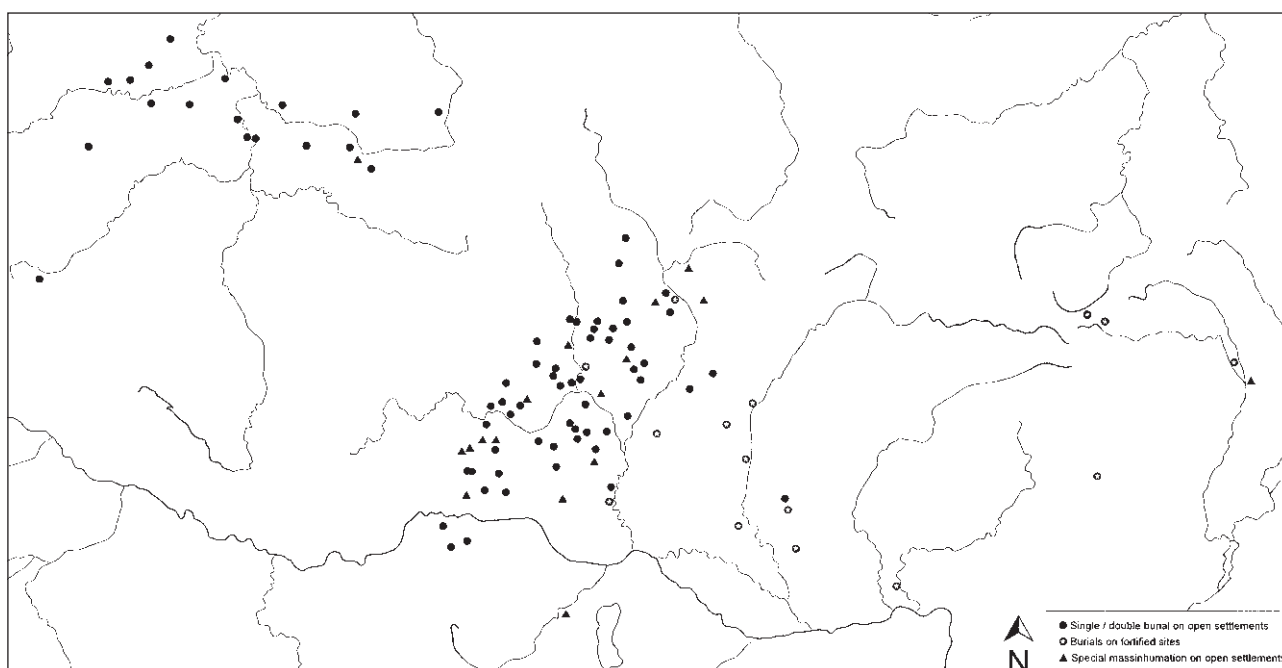 Single / double burial on open settlements
Burials on fortified sites
N
Special massinhumation on open settlements